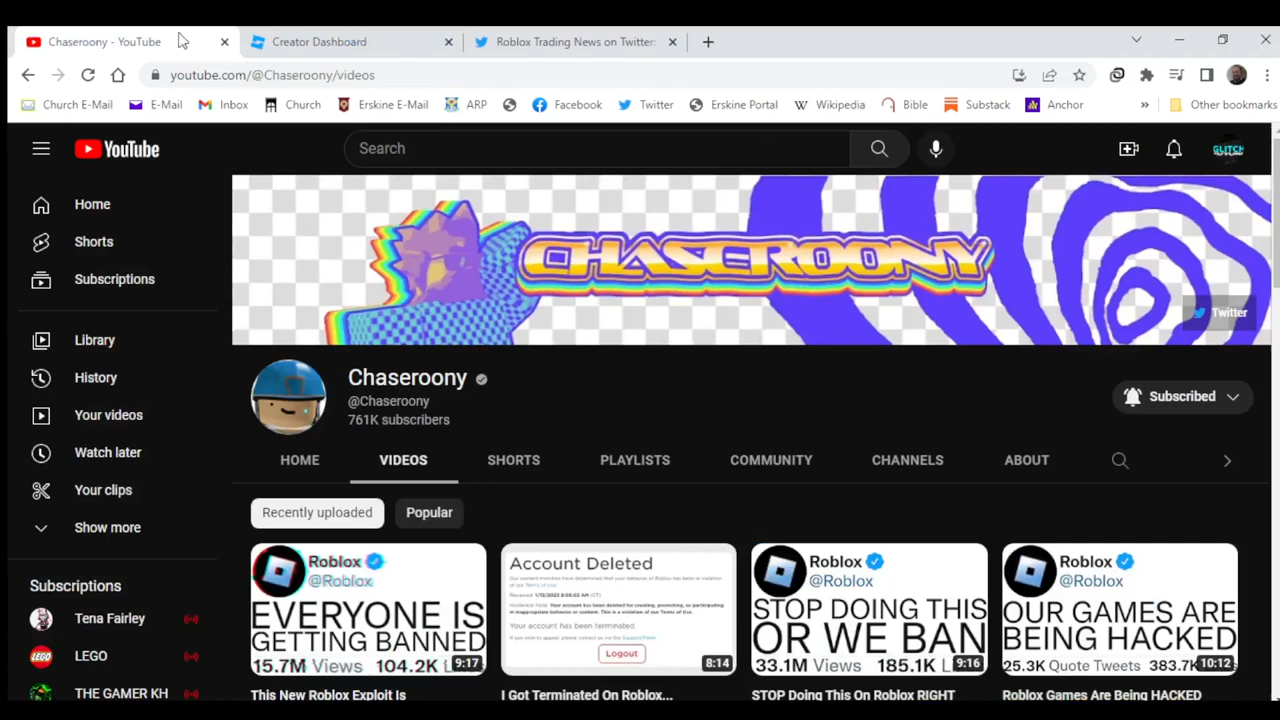 Chaseroony - YouTube
Creator Dashboard
Roblox Trading News on Twitter:
youtube.com/@Chaseroony/videos
Church E-Mail
E-Mail
Inbox
Church
Erskine E-Mail
ARP
Facebook
Twitter
Erskine Portal
Wikipedia
Bible
Substack
Anchor
»
Other bookmarks
YouTube
Search
GLITCH
Home
Shorts
Subscriptions
Library
History
Your videos
Watch later
Your clips
Show more
Subscriptions
Tena Fairley
LEGO
THE GAMER KH
CHASEROONY
Twitter
Chaseroony
@Chaseroony
761K subscribers
Subscribed
HOME
VIDEOS
SHORTS
PLAYLISTS
COMMUNITY
CHANNELS
ABOUT
Recently uploaded
Popular
Roblox
@Roblox
EVERYONE IS
GETTING BANNED
15.7M Views 104.2K
9:17
This New Roblox Exploit Is
Account Deleted
Your account has been terminated.
Logout
8:14
I Got Terminated On Roblox...
Roblox
@Roblox
STOP DOING THIS
OR WE BAN
33.1M Views 185.1K
9:16
STOP Doing This On Roblox RIGHT
Roblox
@Roblox
OUR GAMES ARE
BEING HACKED
25.3K Quote Tweets 383.7K
10:12
Roblox Games Are Being HACKED